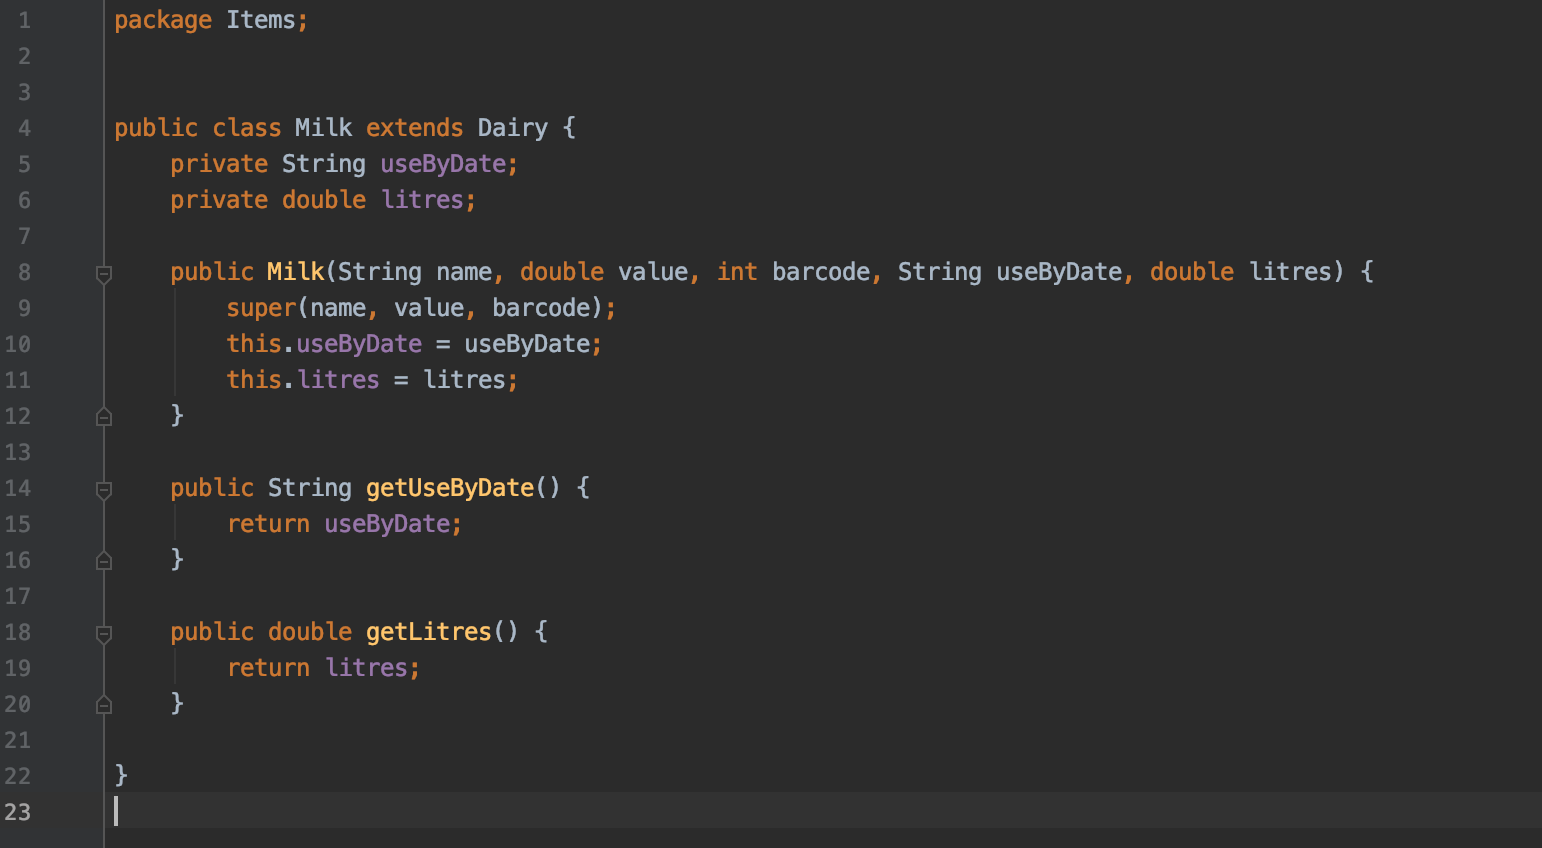 1 package Items;
2
3
4 public class Milk extends Dairy {
5     private String useByDate;
6     private double litres;
7
8     public Milk(String name, double value, int barcode, String useByDate, double litres) {
9         super(name, value, barcode);
10         this.useByDate = useByDate;
11         this.litres = litres;
12     }
13
14     public String getUseByDate() {
15         return useByDate;
16     }
17
18     public double getLitres() {
19         return litres;
20     }
21
22 }
23